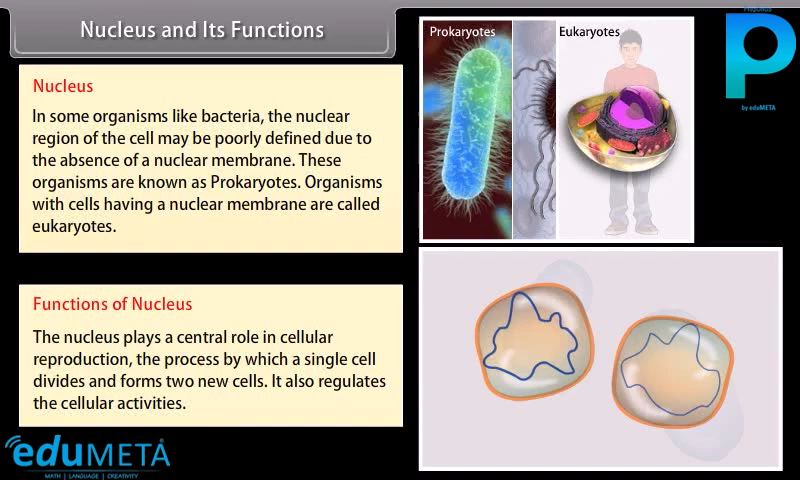 Nucleus and Its Functions
Nucleus
In some organisms like bacteria, the nuclear
region of the cell may be poorly defined due to
the absence of a nuclear membrane. These
organisms are known as Prokaryotes. Organisms
with cells having a nuclear membrane are called
eukaryotes.
Functions of Nucleus
The nucleus plays a central role in cellular
reproduction, the process by which a single cell
divides and forms two new cells. It also regulates
the cellular activities.
Prokaryotes
Eukaryotes
P
by eduMETA
eduMETA
MATH | LANGUAGE | CREATIVITY